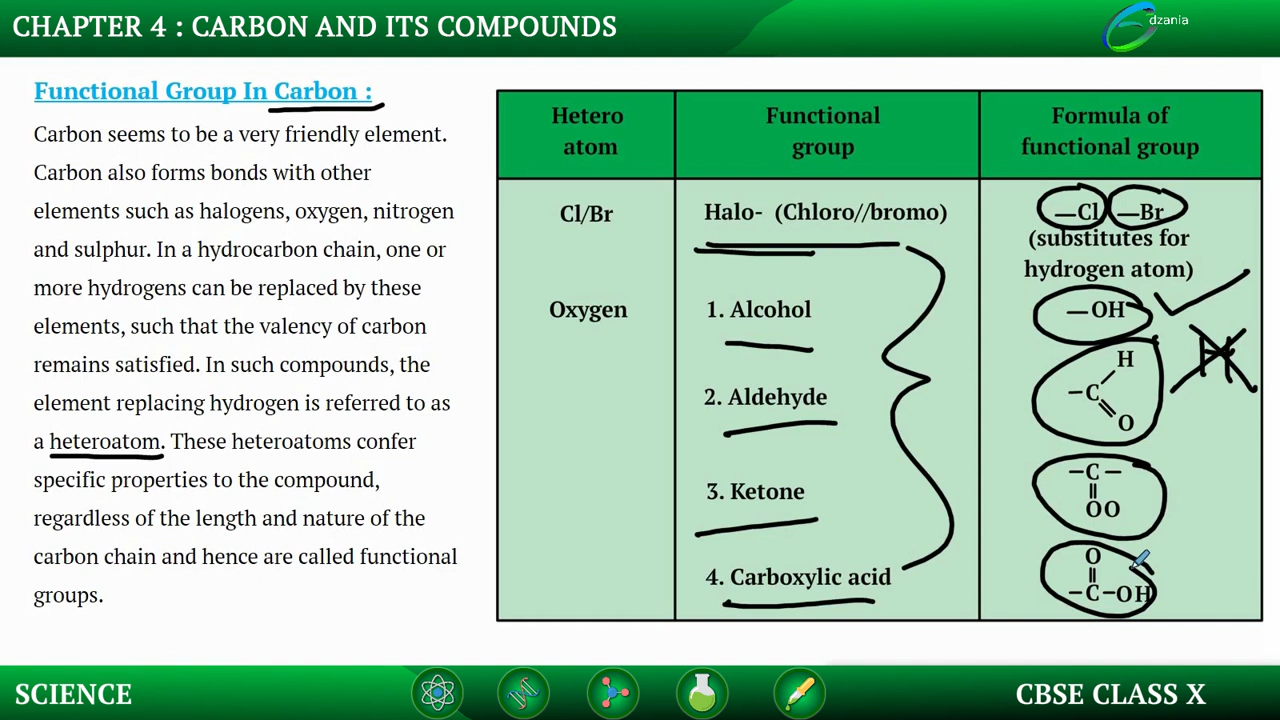 CHAPTER 4 : CARBON AND ITS COMPOUNDS
dzania
Functional Group In Carbon :
Carbon seems to be a very friendly element.
Carbon also forms bonds with other
elements such as halogens, oxygen, nitrogen
and sulphur. In a hydrocarbon chain, one or
more hydrogens can be replaced by these
elements, such that the valency of carbon
remains satisfied. In such compounds, the
element replacing hydrogen is referred to as
a heteroatom. These heteroatoms confer
specific properties to the compound,
regardless of the length and nature of the
carbon chain and hence are called functional
groups.
Hetero
atom
Functional
group
Formula of
functional group
Cl/Br
Halo- (Chloro//bromo)
—Cl —Br
(substitutes for
hydrogen atom)
Oxygen
1. Alcohol
—OH
2. Aldehyde
H
–C
O
3. Ketone
–C–
OO
4. Carboxylic acid
O
–C–OH
SCIENCE
CBSE CLASS X